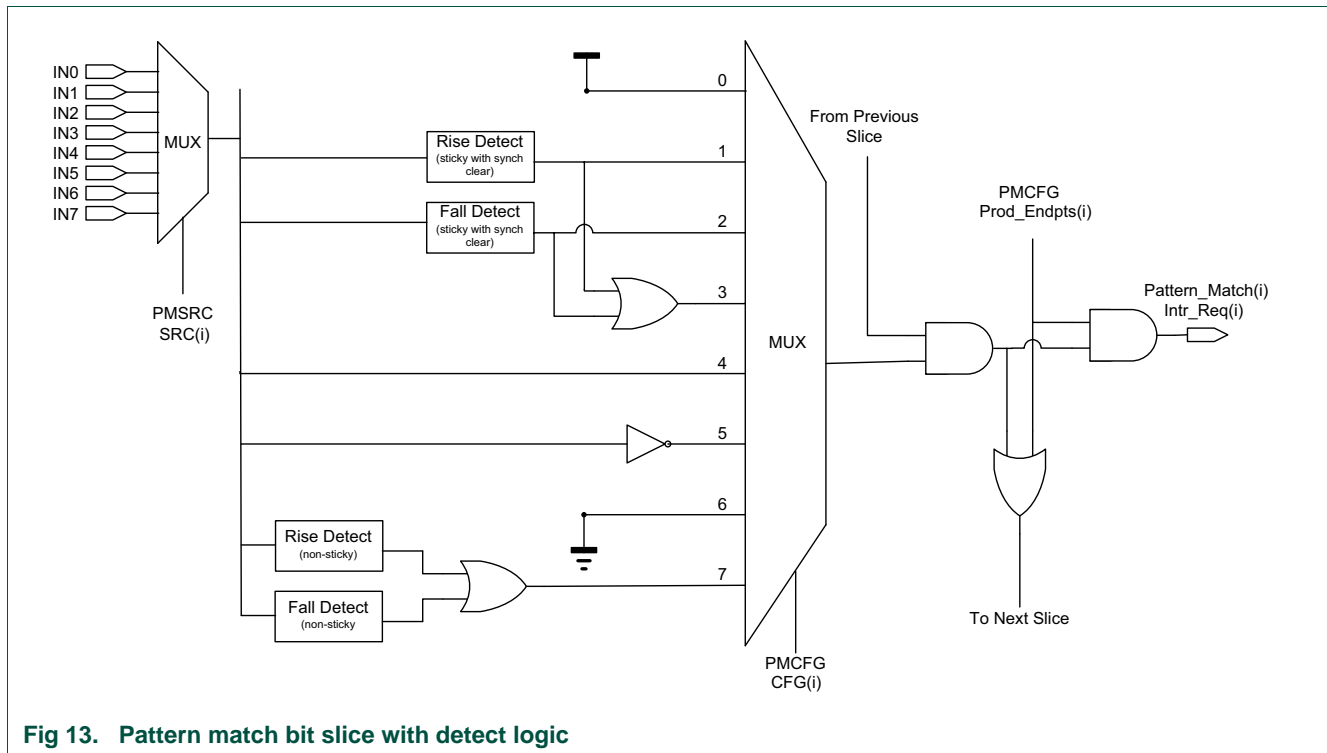 IN0
IN1
IN2
IN3
IN4
IN5
IN6
IN7
MUX
PMSRC
SRC(i)
Rise Detect
(sticky with synch
clear)
Fall Detect
(sticky with synch
clear)
Rise Detect
(non-sticky)
Fall Detect
(non-sticky
0
1
2
3
4
5
6
7
MUX
PMCFG
CFG(i)
From Previous
Slice
PMCFG
Prod_Endpts(i)
Pattern_Match(i)
Intr_Req(i)
To Next Slice
Fig 13. Pattern match bit slice with detect logic